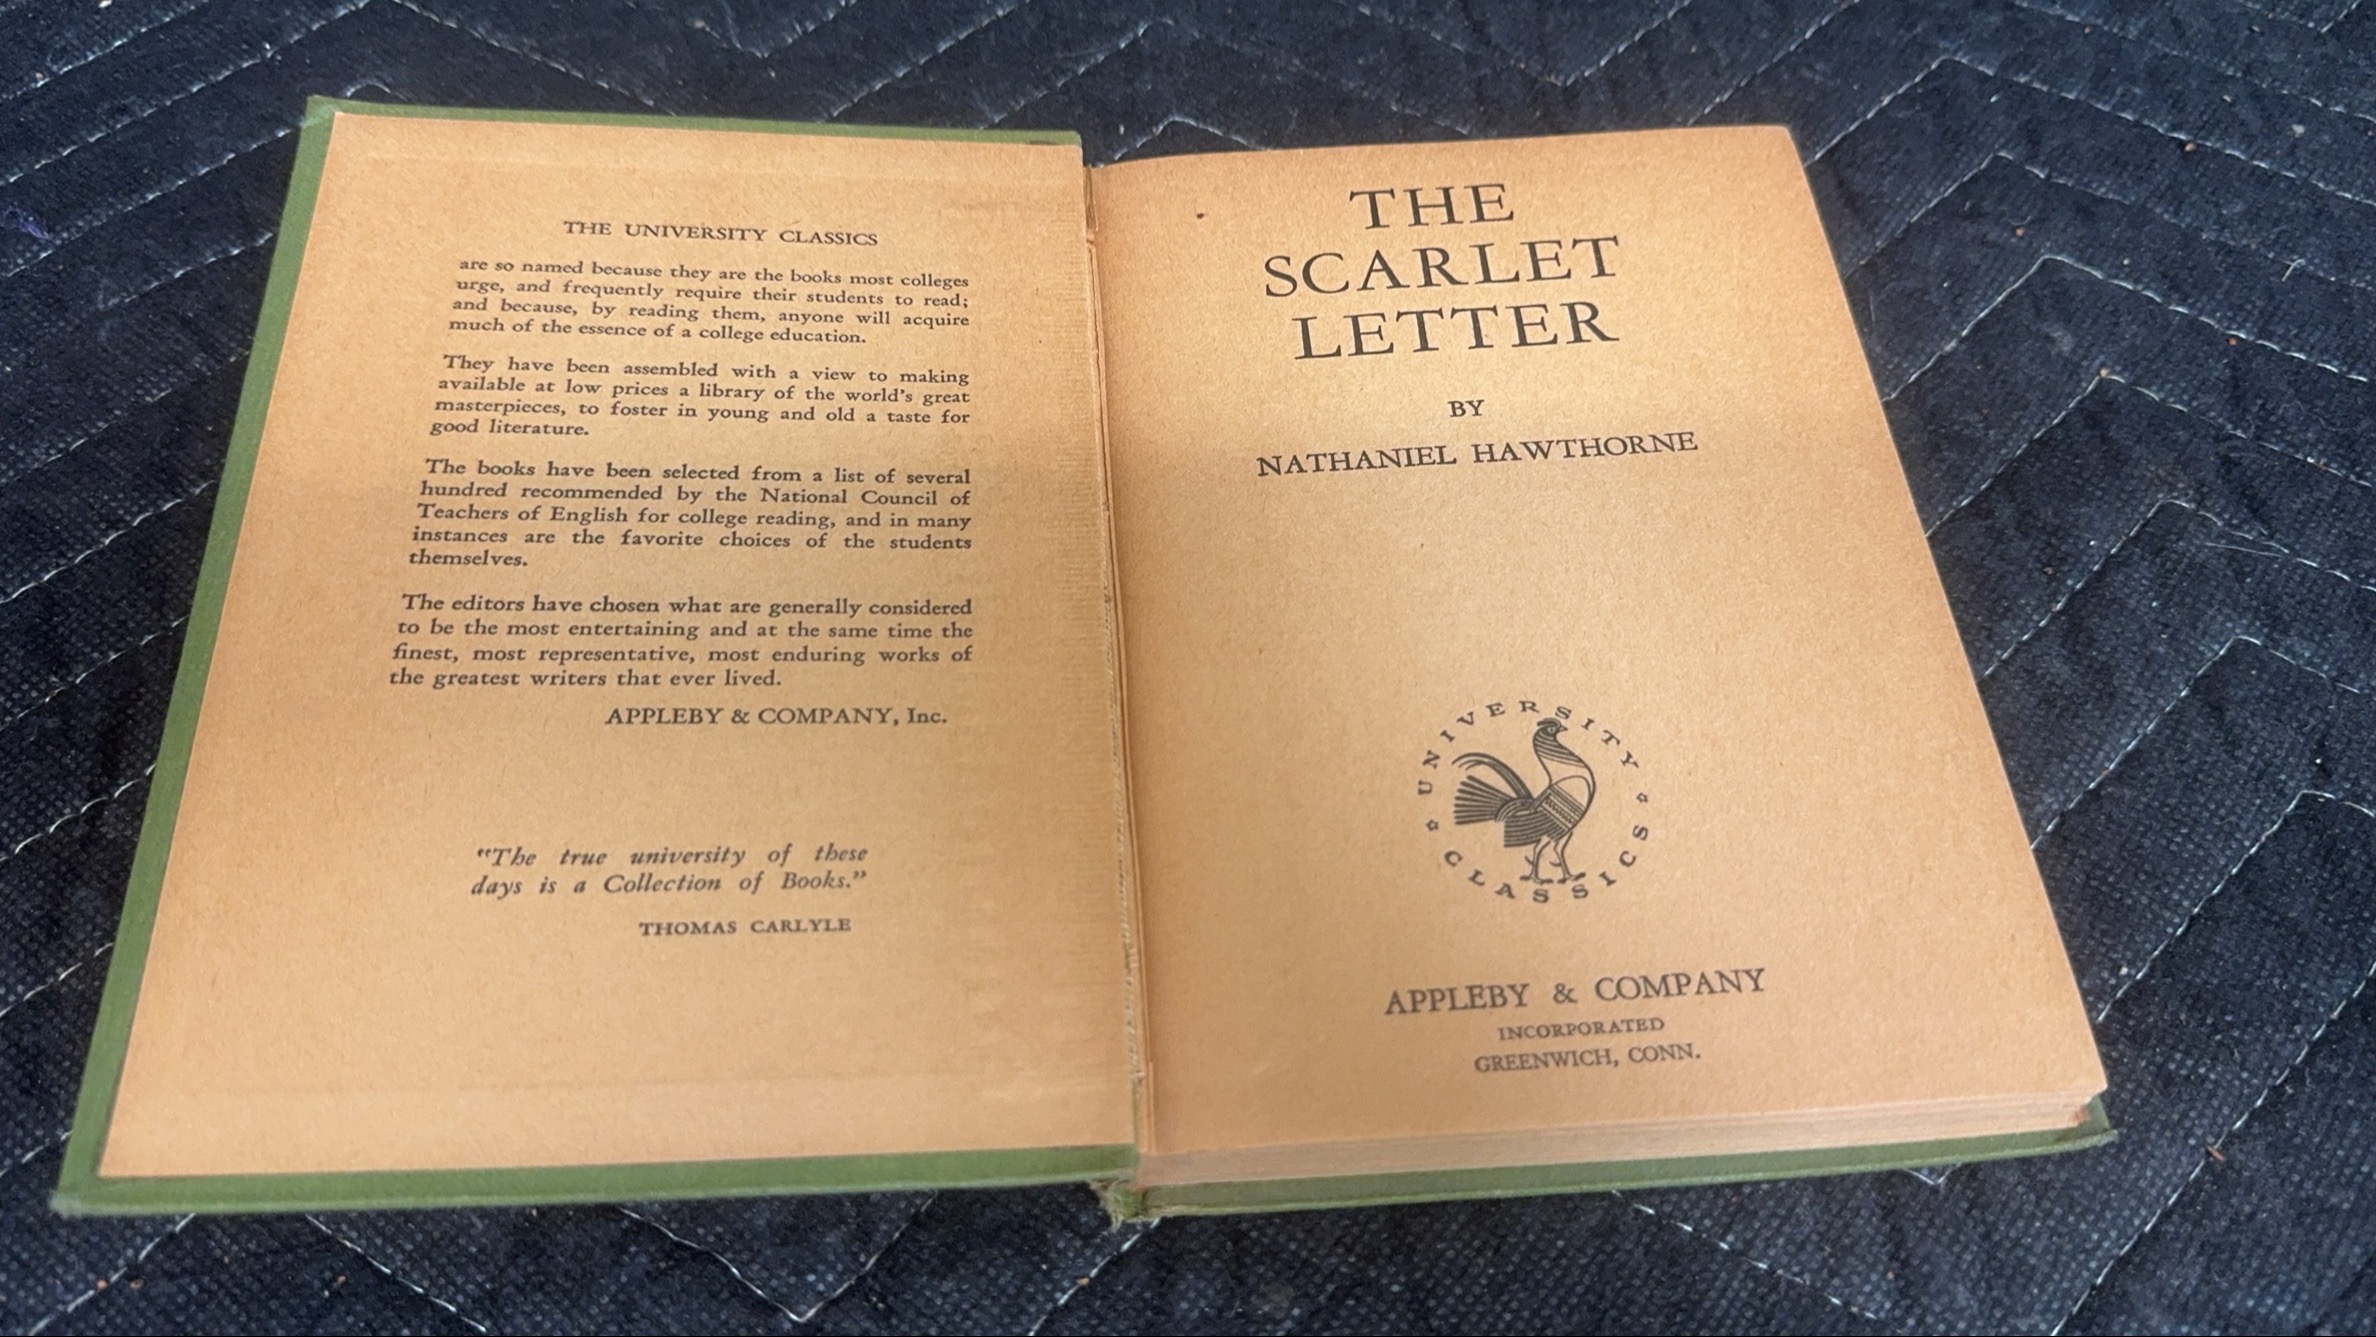 THE UNIVERSITY CLASSICS
are so named because they are the books most colleges
urge, and frequently require their students to read;
and because, by reading them, anyone will acquire
much of the essence of a college education.
They have been assembled with a view to making
available at low prices a library of the world's great
masterpieces, to foster in young and old a taste for
good literature.
The books have been selected from a list of several
hundred recommended by the National Council of
Teachers of English for college reading, and in many
instances are the favorite choices of the students
themselves.
The editors have chosen what are generally considered
to be the most entertaining and at the same time the
finest, most representative, most enduring works of
the greatest writers that ever lived.
APPLEBY & COMPANY, Inc.
"The true university of these
days is a Collection of Books."
THOMAS CARLYLE
THE
SCARLET
LETTER
BY
NATHANIEL HAWTHORNE
UNIVERSITY
CLASSICS
APPLEBY & COMPANY
INCORPORATED
GREENWICH, CONN.